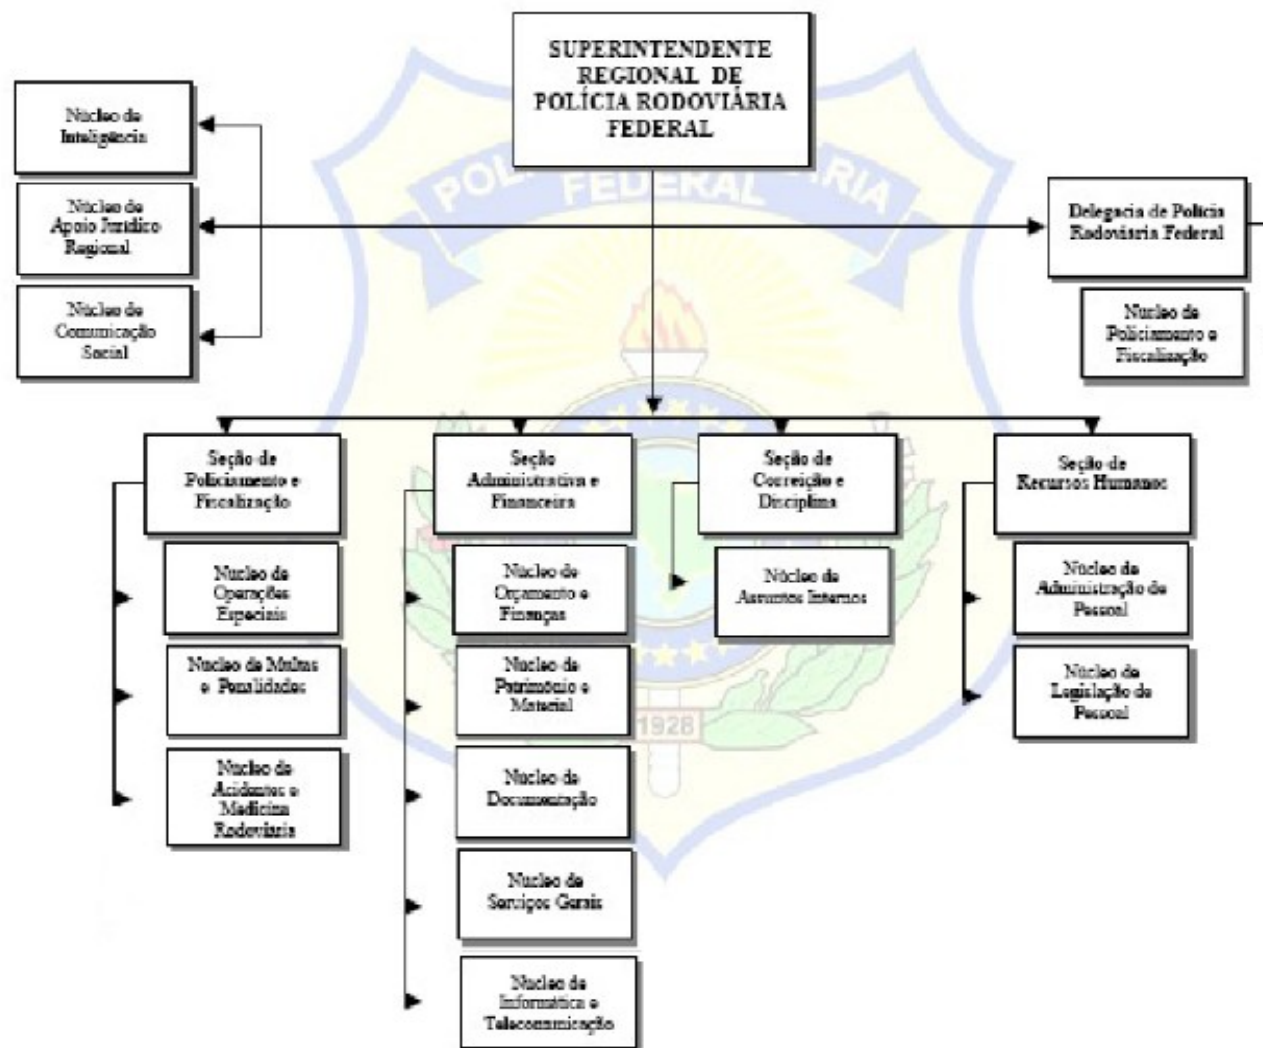 SUPERINTENDENTE
REGIONAL DE
POLÍCIA RODOVIÁRIA
FEDERAL
Núcleo de
Inteligência
Núcleo de
Apoio Jurídico
Regional
Núcleo de
Comunicação
Social
Delegacia de Polícia
Rodoviaria Federal
Nucleo de
Policiamento e
Fiscalização
FEDERAL
Seção de
Policiamento e
Fiscalização
Seção
Administrativa e
Financeira
Seção de
Correição e
Disciplina
Seção de
Recursos Humanos
Núcleo de
Operações
Especiais
Núcleo de Multas
e Penalidades
Núcleo de
Acidentes e
Medicina
Rodoviária
Núcleo de
Orçamento e
Finanças
Núcleo de
Patrimônio e
Material
Núcleo de
Documentação
Nucleo de
Serviços Gerais
Nucleo de
Informática e
Telecomunicação
Núcleo de
Assuntos Internos
Núcleo de
Administração de
Pessoal
Núcleo de
Legislação de
Pessoal
1928